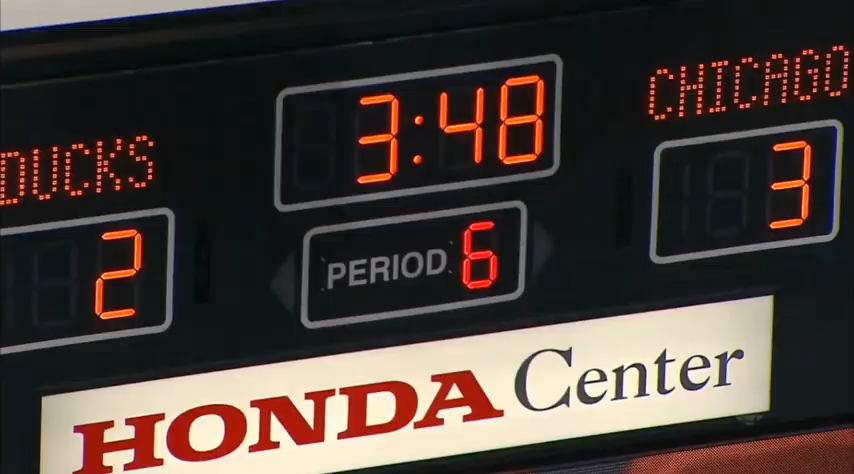 3:48
CHICAGO
DUCKS
3
2
PERIOD 6
HONDA Center